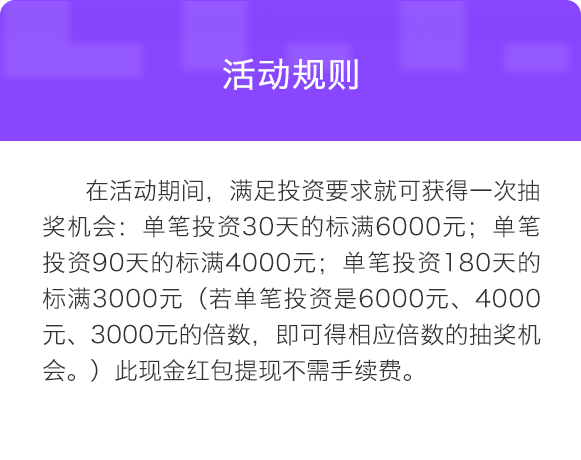 活动规则
在活动期间，满足投资要求就可获得一次抽
奖机会：单笔投资30天的标满6000元；单笔
投资90天的标满4000元；单笔投资180天的
标满3000元（若单笔投资是6000元、4000
元、3000元的倍数，即可得相应倍数的抽奖机
会。）此现金红包提现不需手续费。